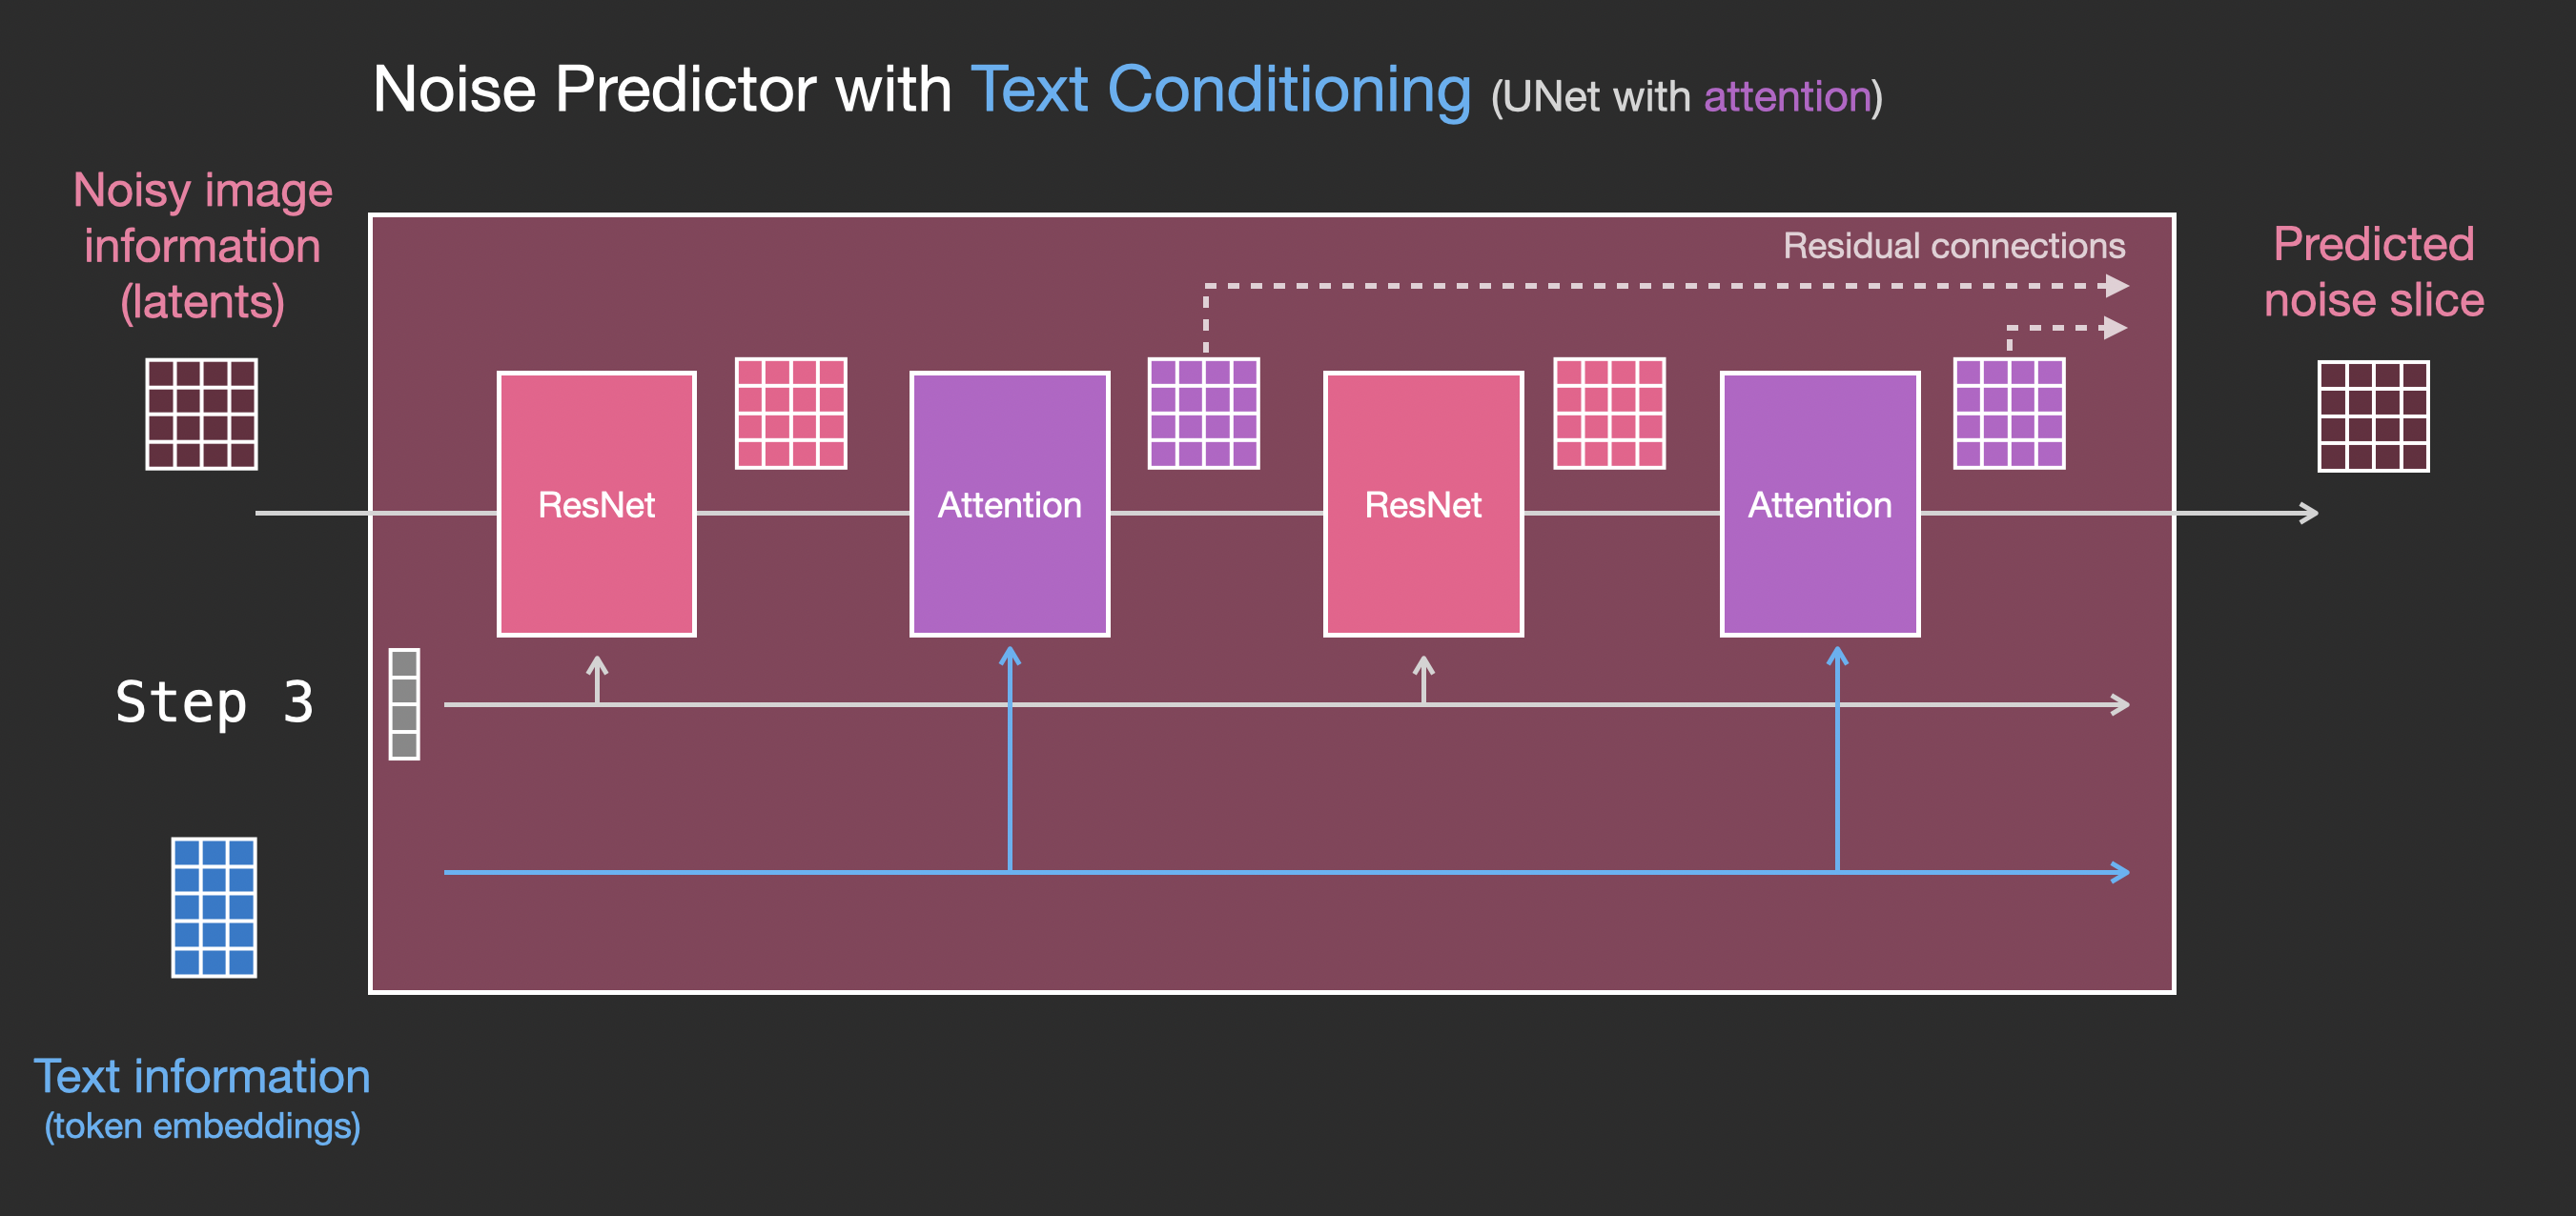 Noise Predictor with Text Conditioning (UNet with attention)
Noisy image
information
(latents)
Residual connections
Predicted
noise slice
ResNet
Attention
ResNet
Attention
Step 3
Text information
(token embeddings)